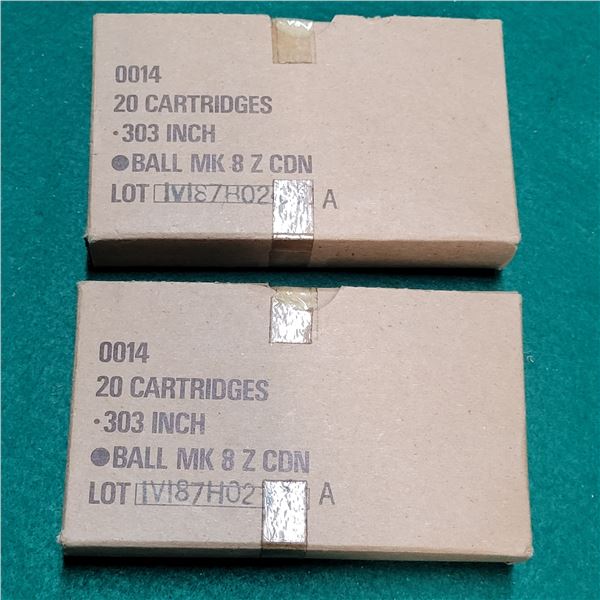 0014
20 CARTRIDGES
·303 INCH
●BALL MK 8 Z CDN
LOT IVI87H02 A
0014
20 CARTRIDGES
·303 INCH
●BALL MK 8 Z CDN
LOT IVI87H02 A